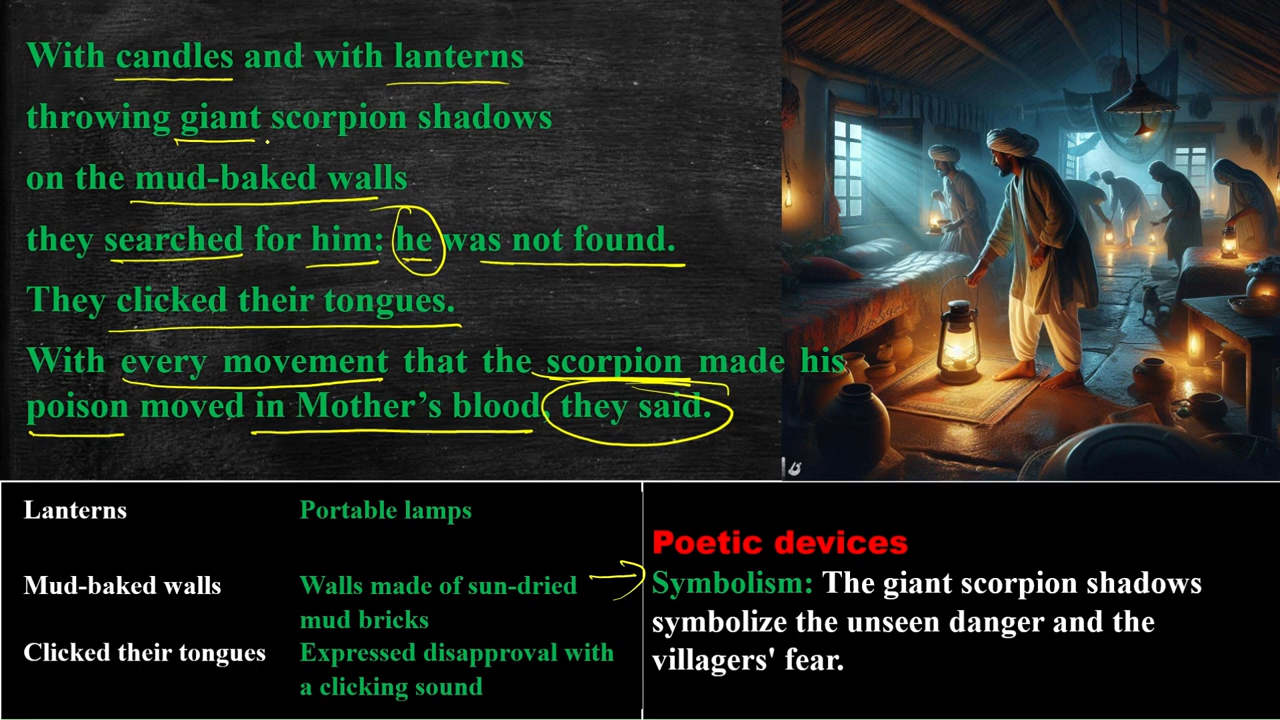 With candles and with lanterns
throwing giant scorpion shadows
on the mud-baked walls
they searched for him: he was not found.
They clicked their tongues.
With every movement that the scorpion made his
poison moved in Mother's blood, they said.
Lanterns Portable lamps
Mud-baked walls Walls made of sun-dried
mud bricks
Clicked their tongues Expressed disapproval with
a clicking sound
Poetic devices
Symbolism: The giant scorpion shadows
symbolize the unseen danger and the
villagers' fear.